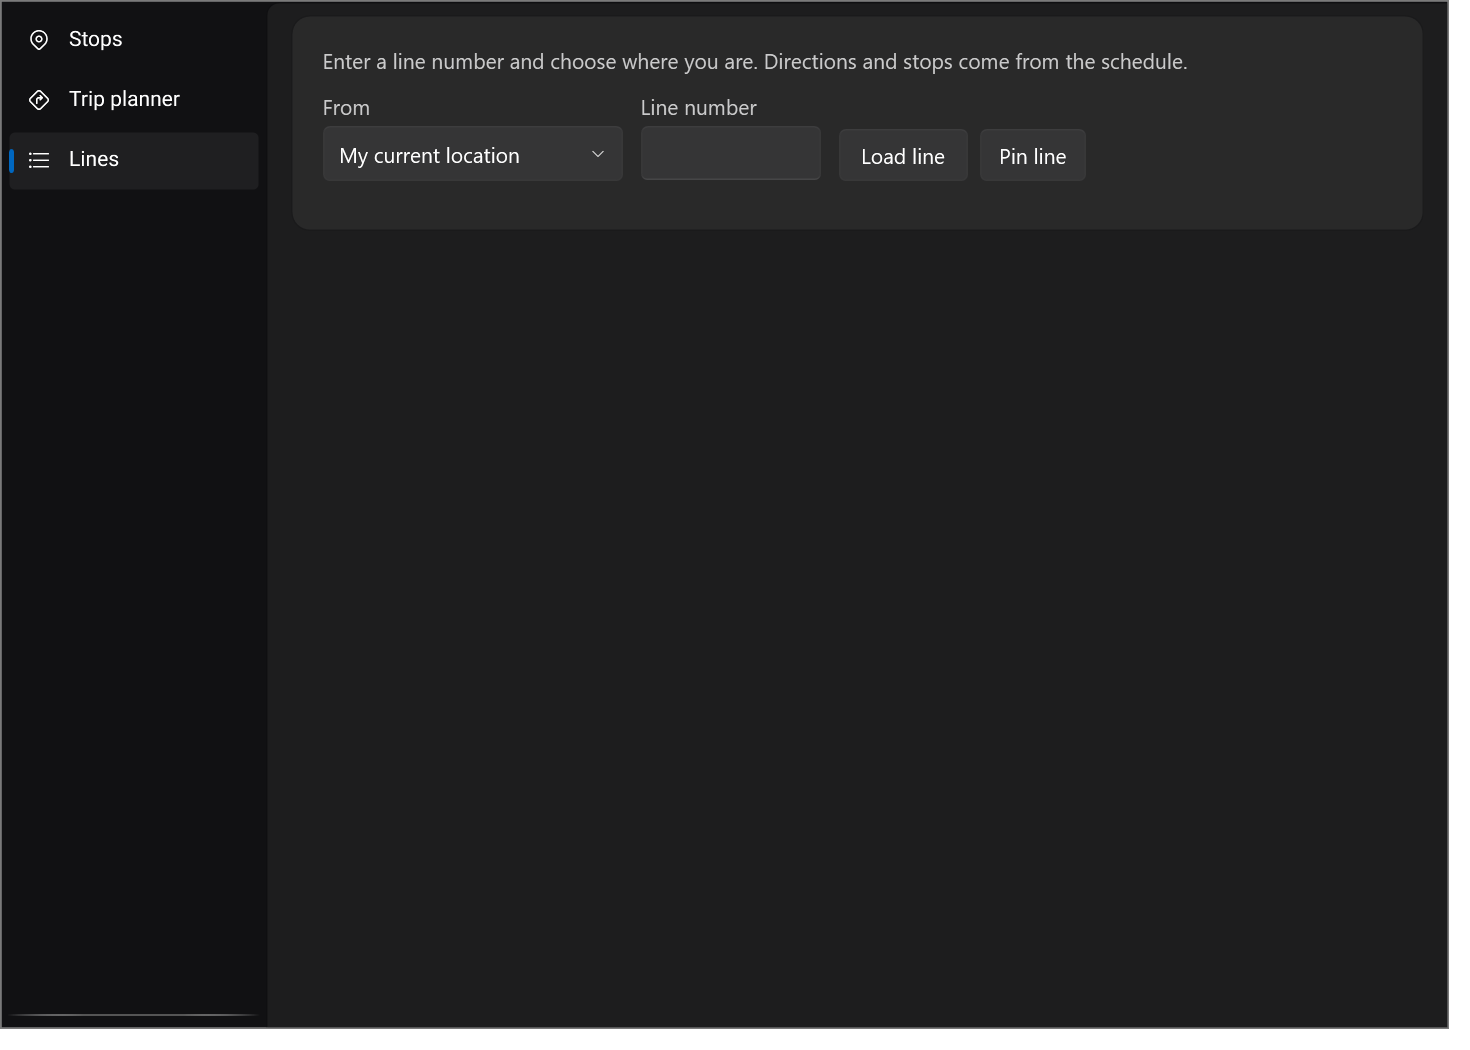 Stops
Trip planner
Lines
Enter a line number and choose where you are. Directions and stops come from the schedule.
From
Line number
My current location
Load line
Pin line